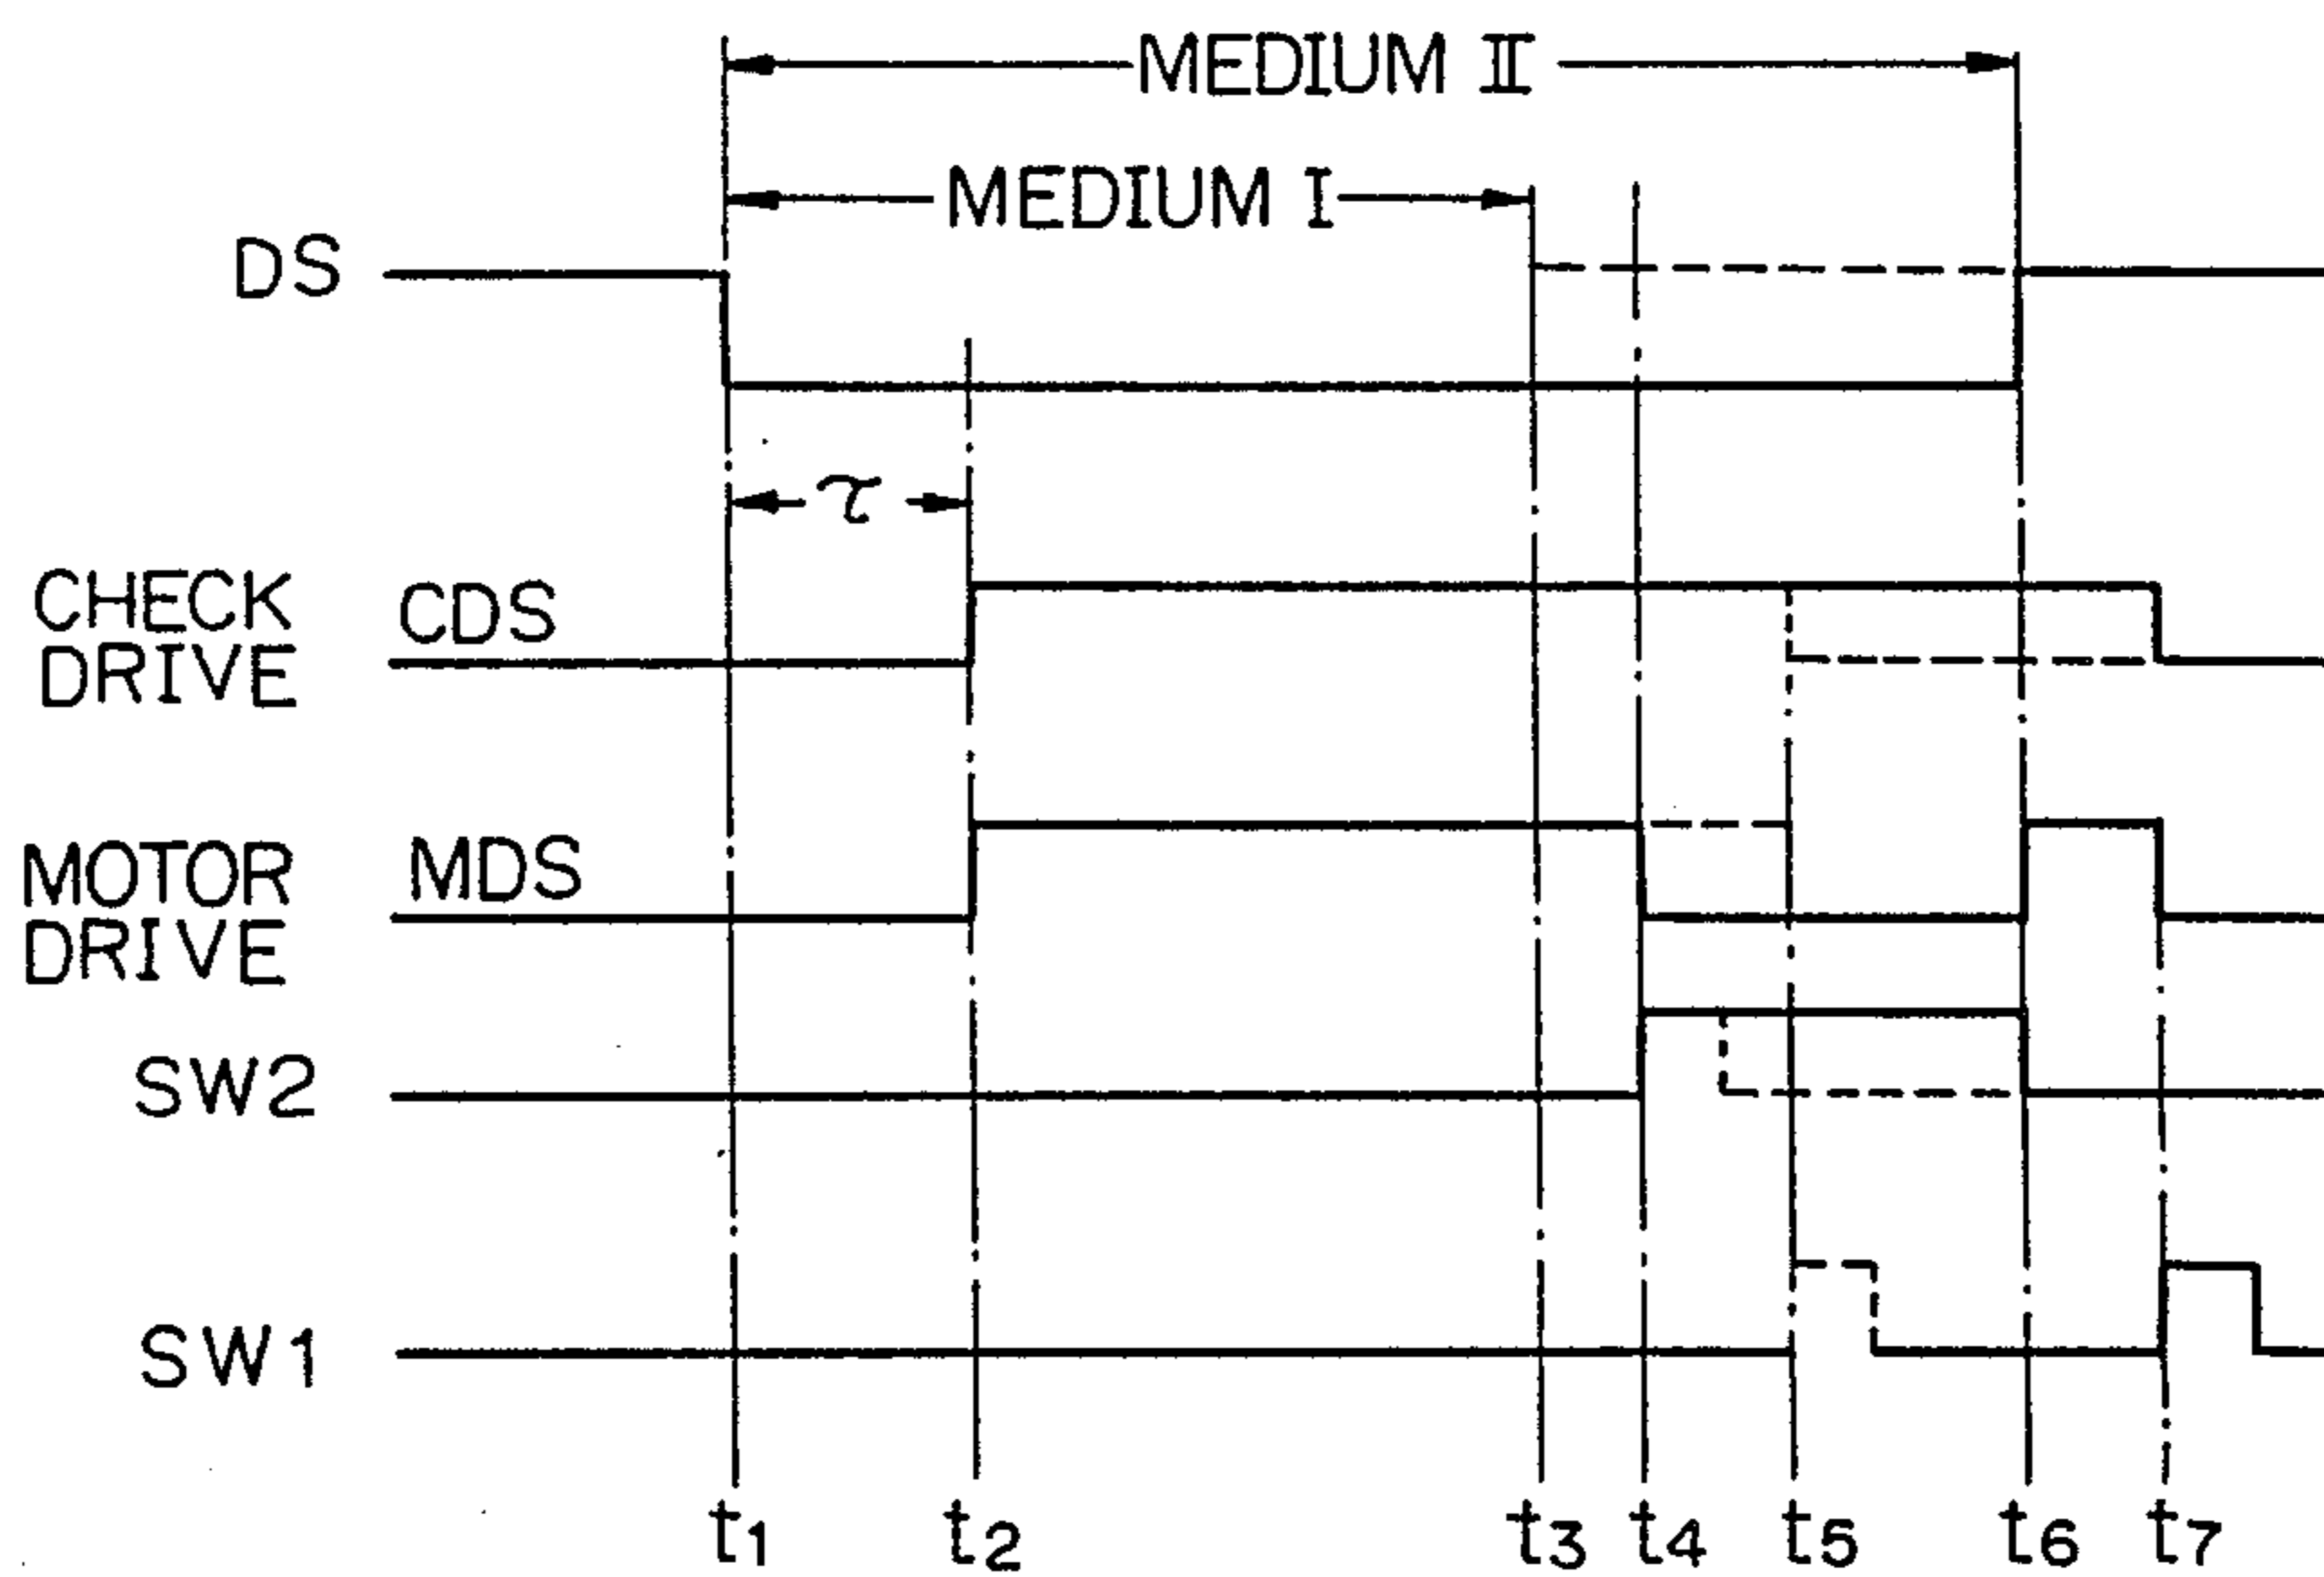 MEDIUM II
MEDIUM I
DS
τ
CHECK
DRIVE
CDS
MOTOR
DRIVE
MDS
SW2
SW1
t1 t2 t3 t4 t5 t6 t7